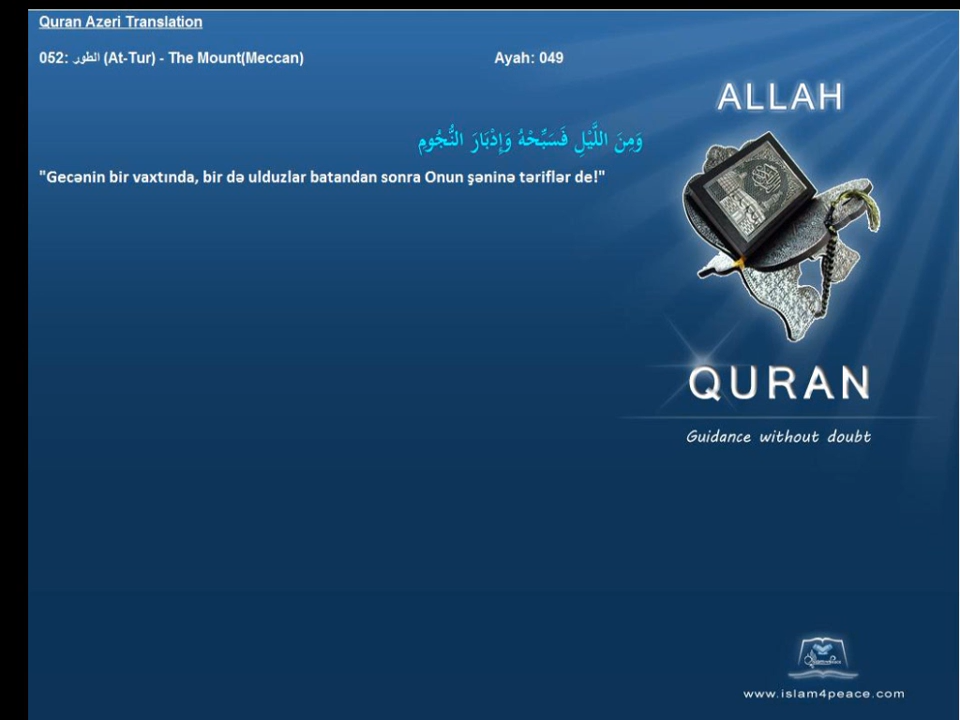 Quran Azeri Translation
052: الطور (At-Tur) - The Mount(Meccan) Ayah: 049
وَمِنَ اللَّيْلِ فَسَبِّحْهُ وَإِدْبَارَ النُّجُومِ
"Gecənin bir vaxtında, bir də ulduzlar batandan sonra Onun şəninə təriflər de!"
ALLAH
QURAN
Guidance without doubt
www.islam4peace.com